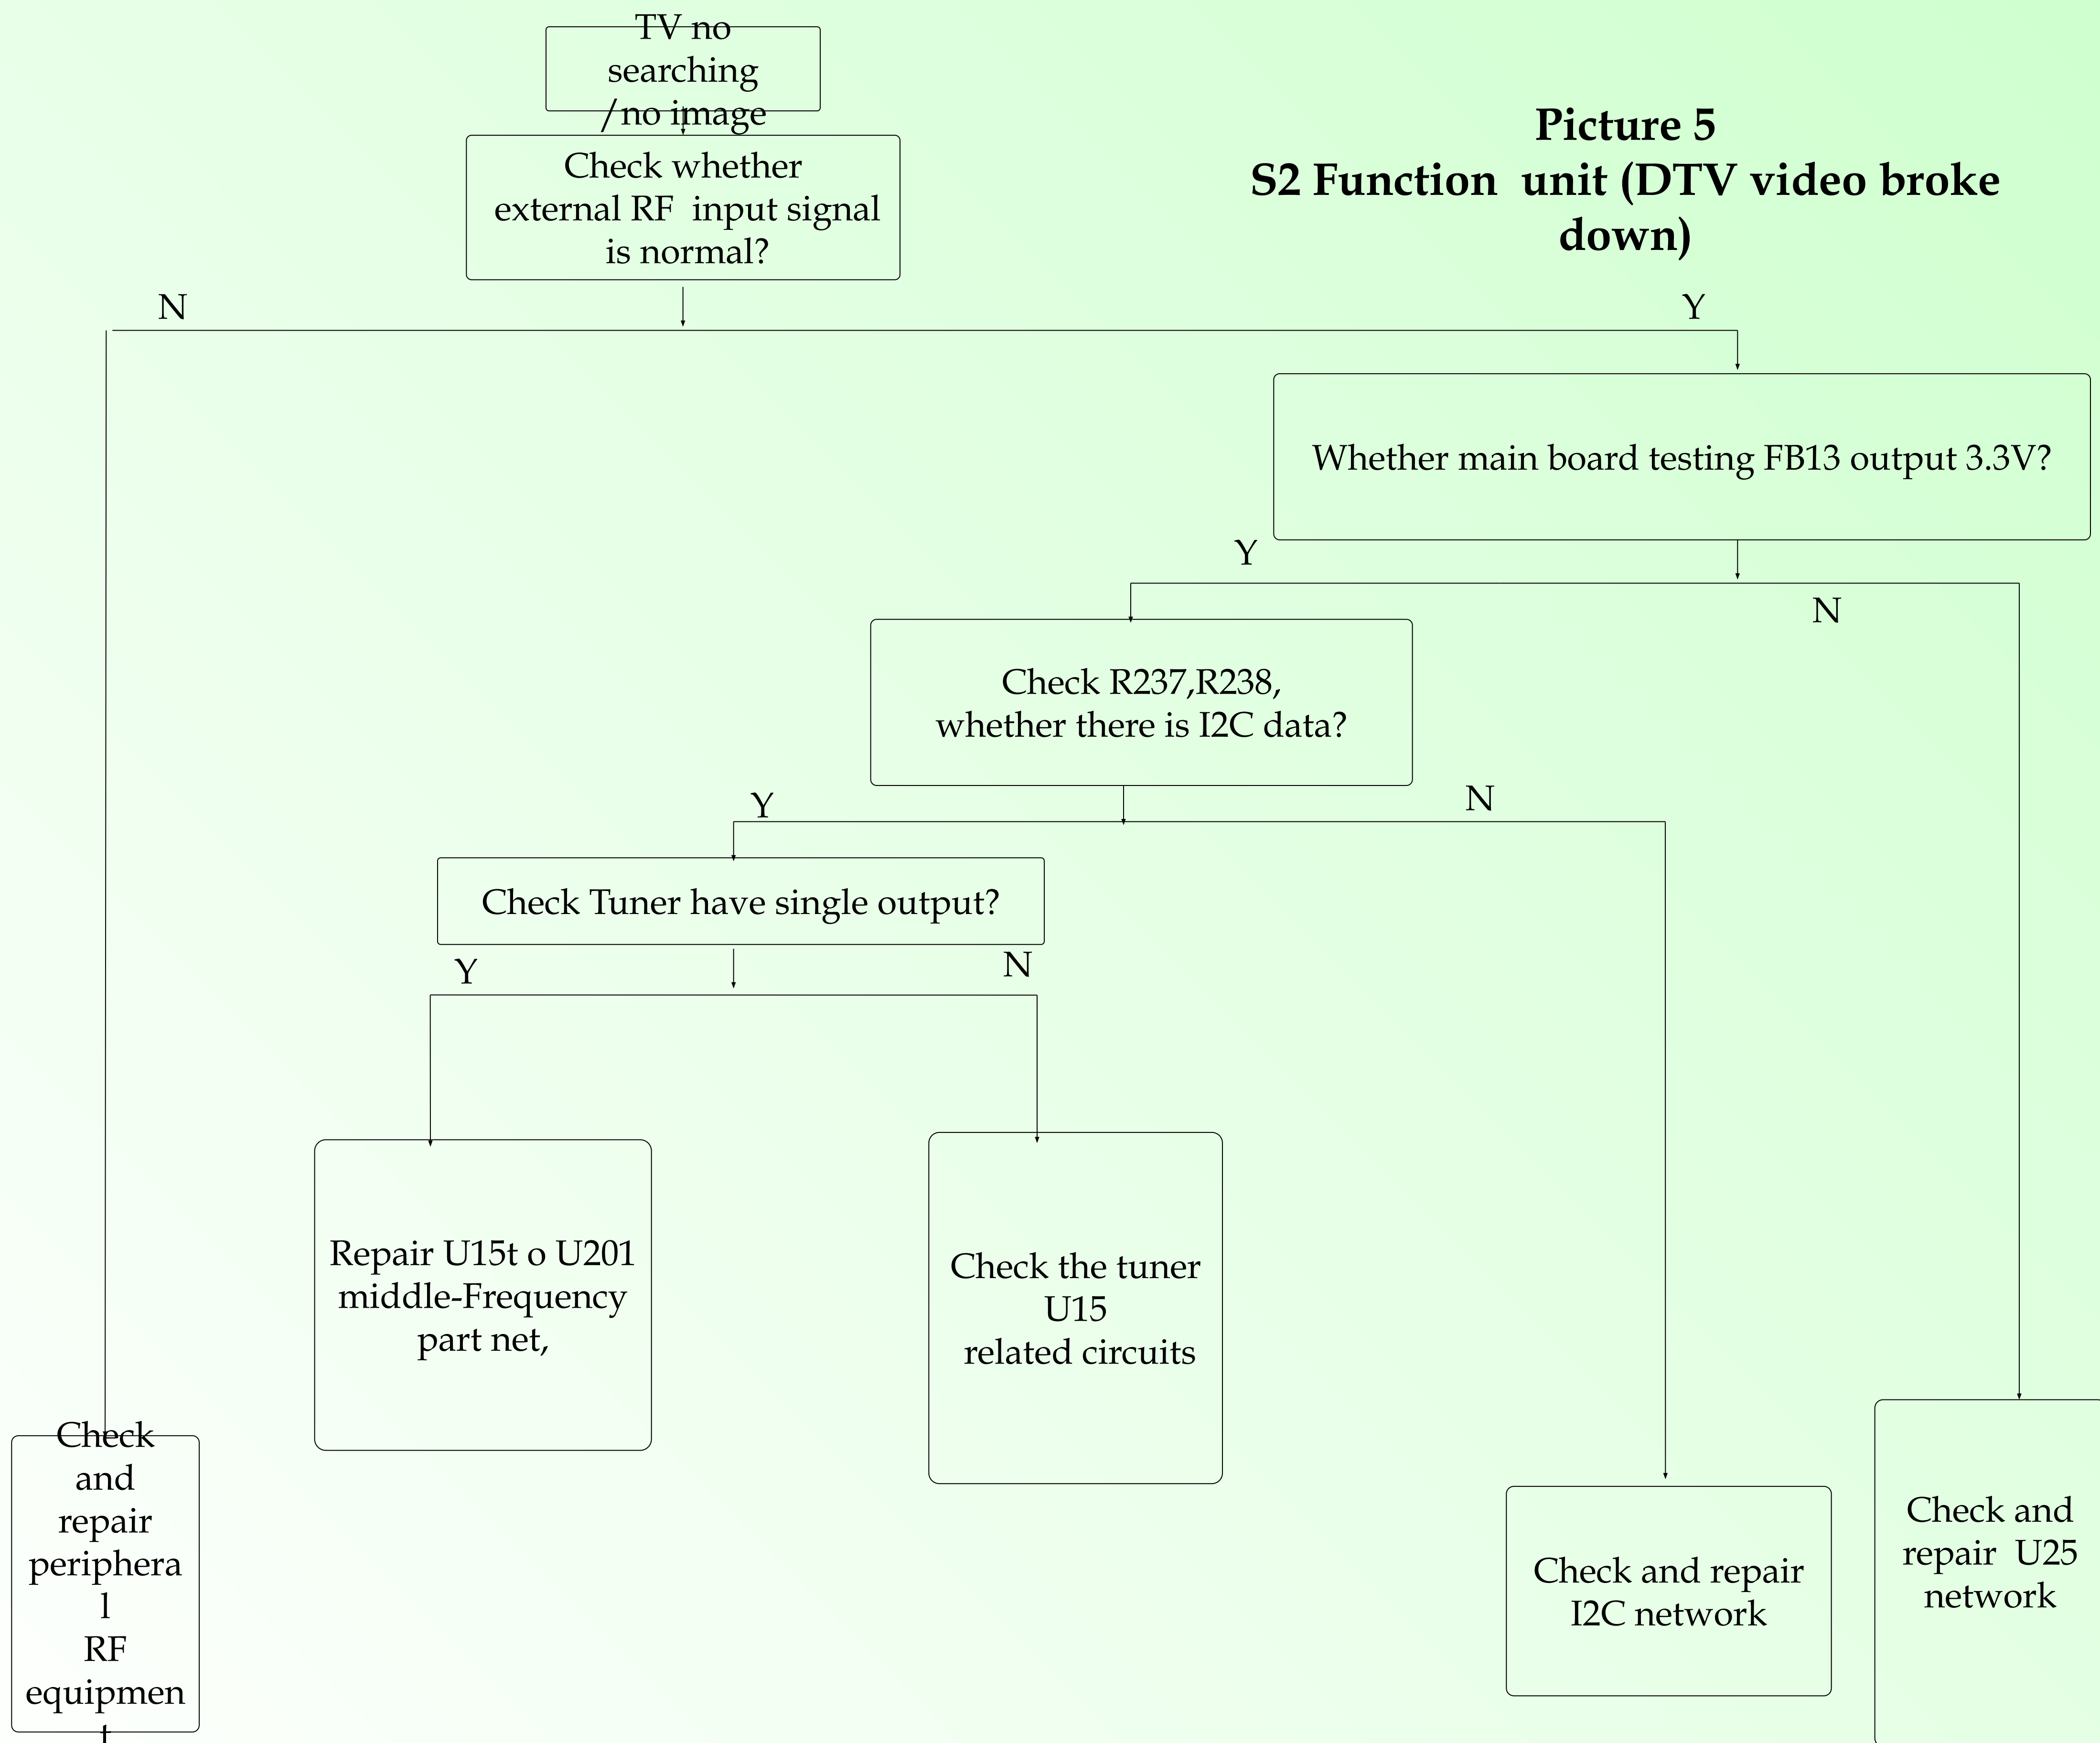 TV no
searching
/no image
Check whether
external RF  input signal
is normal?
Picture 5
S2 Function  unit (DTV video broke
down)
N
Y
Whether main board testing FB13 output 3.3V?
Y
N
Check R237,R238,
whether there is I2C data?
Y
N
Check Tuner have single output?
Y
N
Repair U15t o U201
middle-Frequency
part net,
Check the tuner
U15
related circuits
Check
and
repair
periphera
l
RF
equipmen
t
Check and repair
I2C network
Check and
repair  U25
network